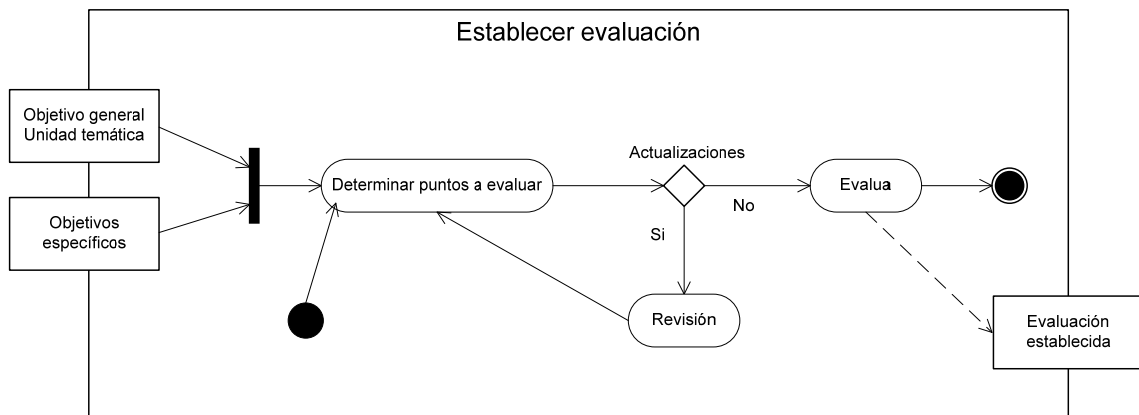 Establecer evaluación
Objetivo general
Unidad temática
Objetivos
específicos
Determinar puntos a evaluar
Actualizaciones
No
Si
Evalua
Revisión
Evaluación
establecida